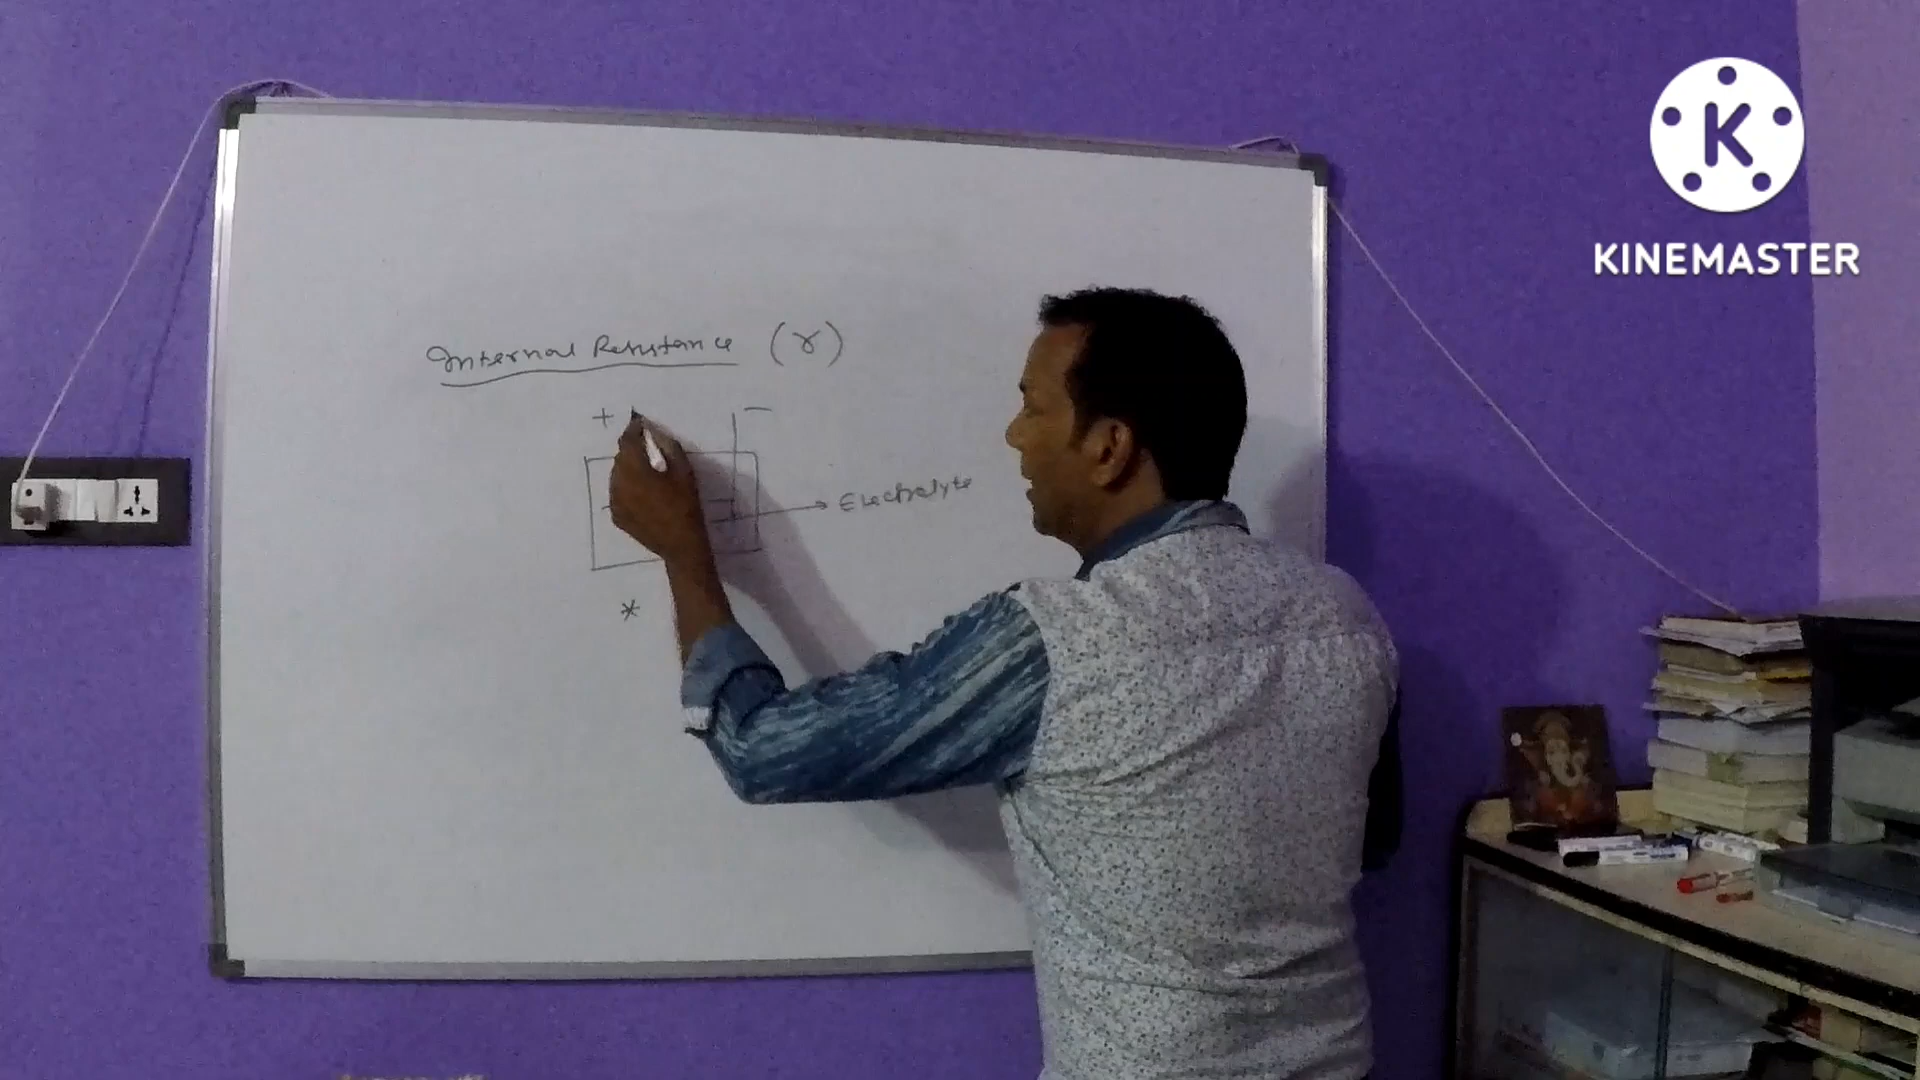 K
KINEMASTER
Internal Resistance (r)
+ −
Electrolyte
*